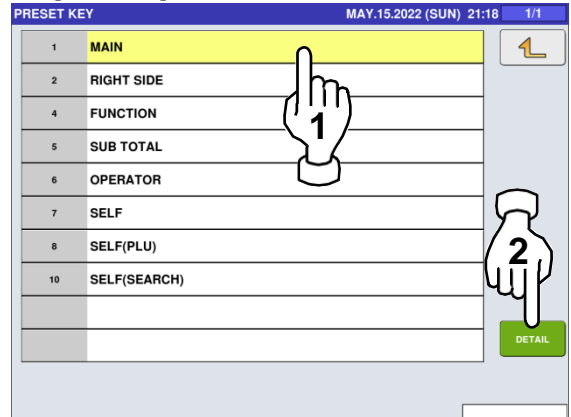 PRESET KEY MAY.15.2022 (SUN) 21:18 1/1
1 MAIN
2 RIGHT SIDE
4 FUNCTION
1
5 SUB TOTAL
6 OPERATOR
7 SELF
8 SELF(PLU)
2
10 SELF(SEARCH)
DETAIL